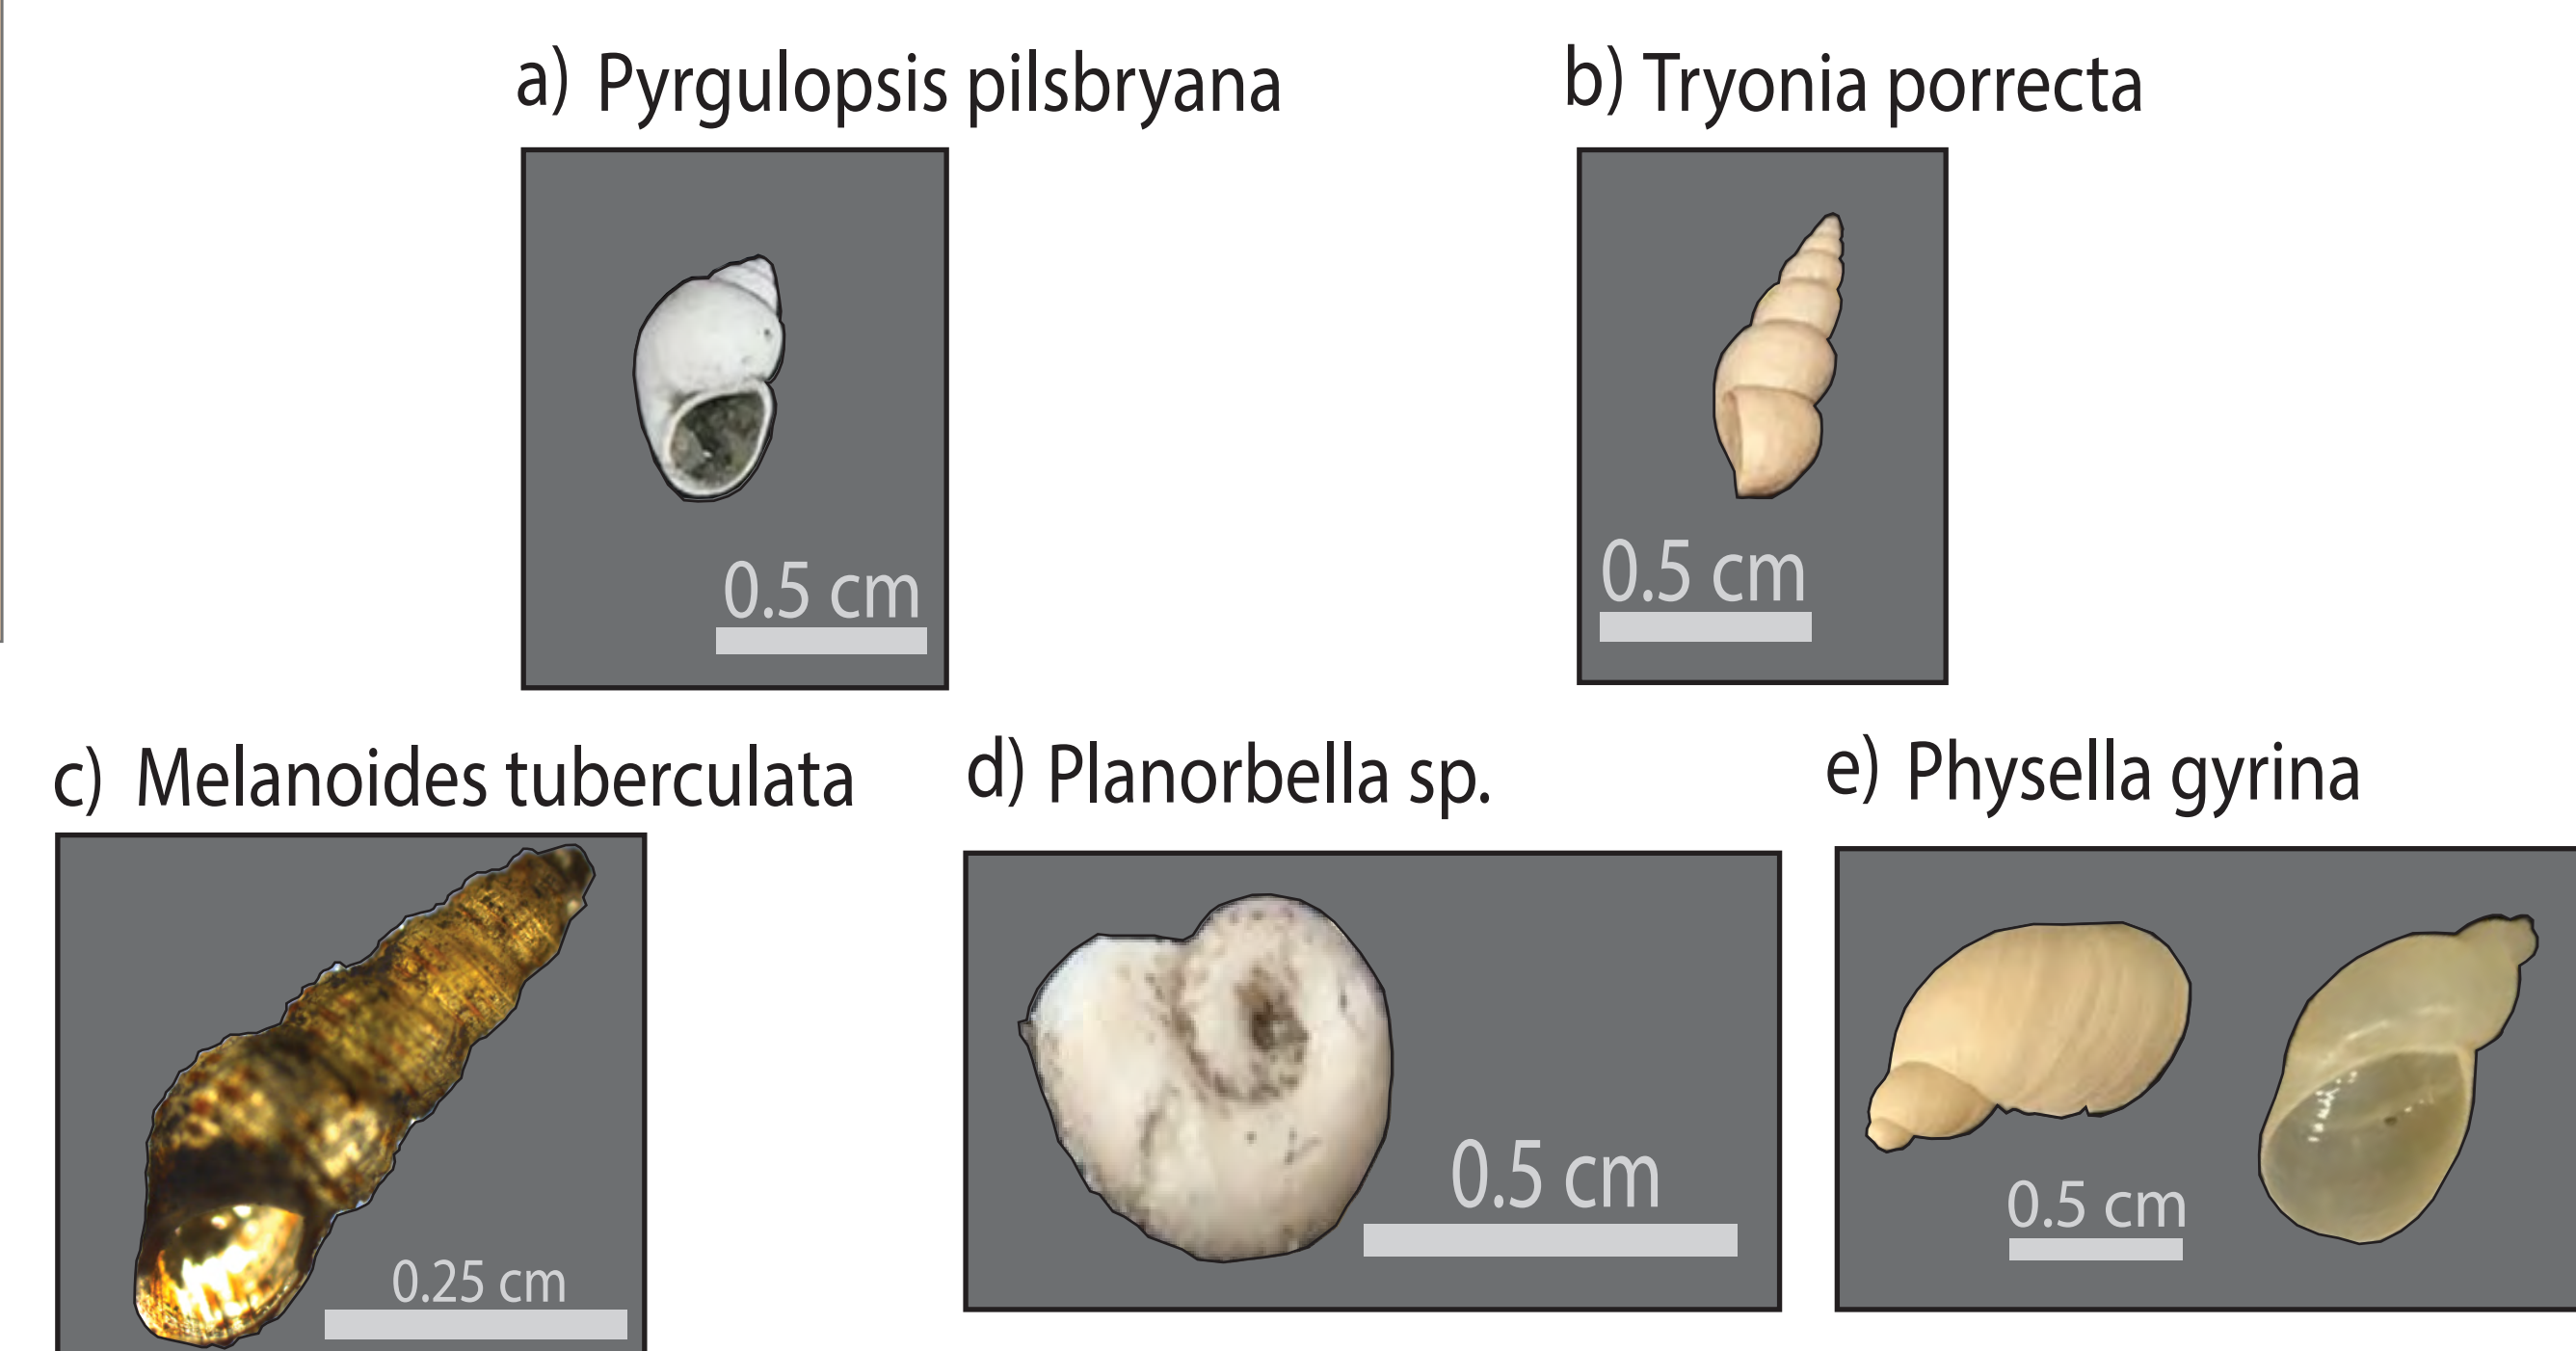 a) Pyrgulopsis pilsbryana
b) Tryonia porrecta
0.5 cm
0.5 cm
c) Melanoides tuberculata
d) Planorbella sp.
e) Physella gyrina
0.25 cm
0.5 cm
0.5 cm